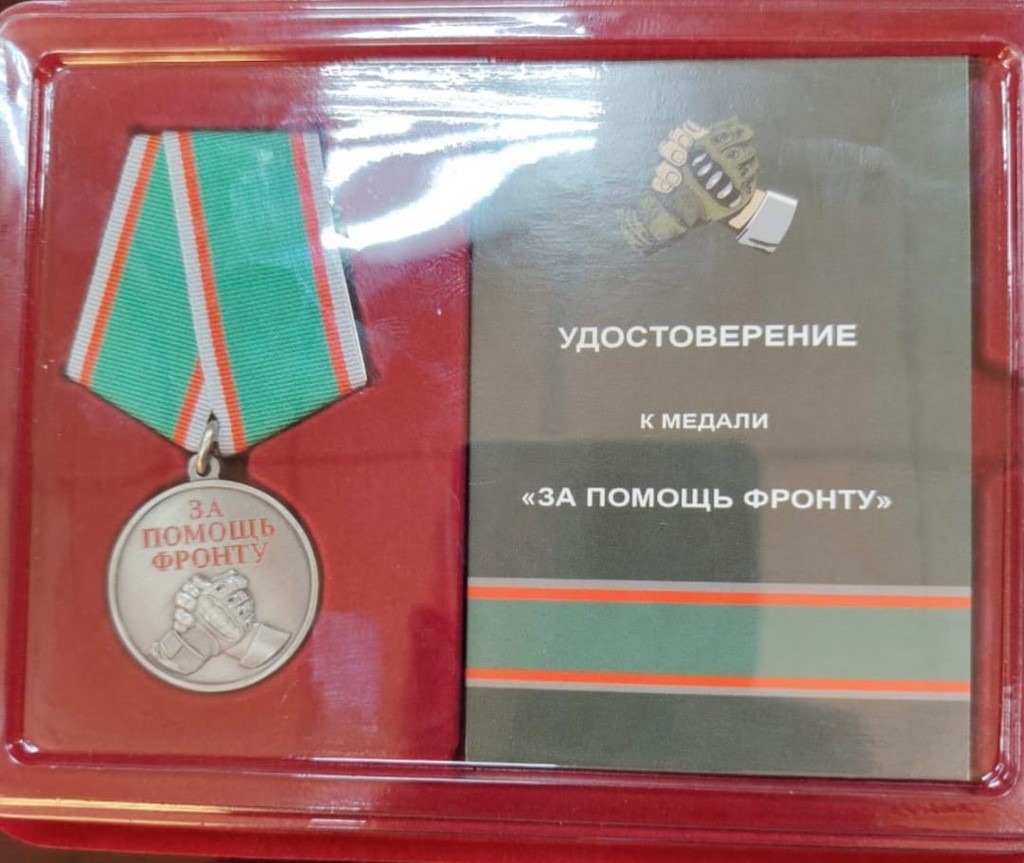 ЗА
ПОМОЩЬ
ФРОНТУ
УДОСТОВЕРЕНИЕ
К МЕДАЛИ
«ЗА ПОМОЩЬ ФРОНТУ»